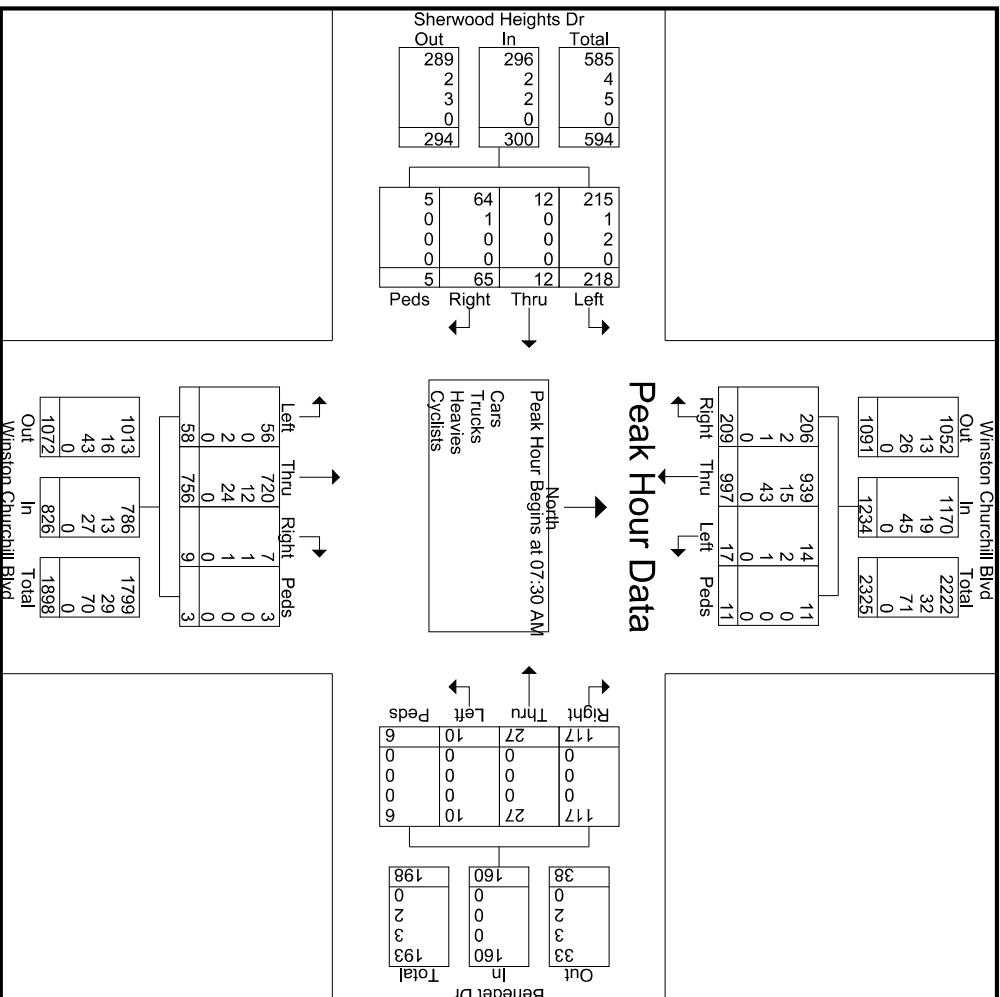 Sherwood Heights Dr
Out In Total
289 296 585
2 2 4
3 2 5
0 0 0
294 300 594
5 64 12 215
0 1 0 1
0 0 0 2
0 0 0 0
5 65 12 218
Peds Right Thru Left
Winston Churchill Blvd
Out In Total
1052 1170 2222
13 19 32
26 45 71
0 0 0
1091 1234 2325
206 939 14 11
2 15 2 0
1 43 1 0
0 0 0 0
209 997 17 11
Right Thru Left Peds
Peak Hour Data
North
Peak Hour Begins at 07:30 AM
Cars
Trucks
Heavies
Cyclists
Left Thru Right Peds
56 720 7 3
0 12 1 0
2 24 1 0
0 0 0 0
58 756 9 3
1013 786 1799
16 13 29
43 27 70
0 0 0
1072 826 1898
Out In Total
Winston Churchill Blvd
Right Thru Left Peds
117 27 10 6
0 0 0 0
0 0 0 0
0 0 0 0
117 27 10 6
38 160 198
0 0 0
2 0 2
3 0 3
33 160 193
Out In Total
Benedet Dr